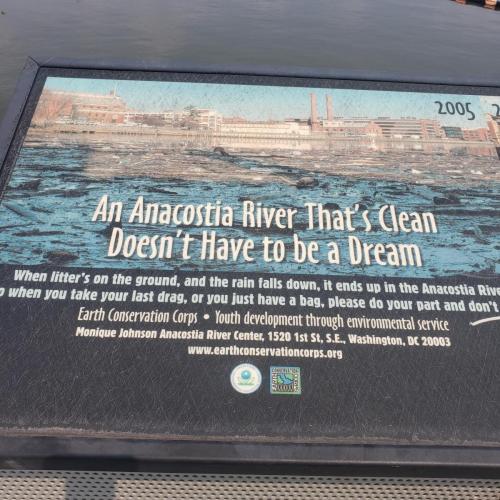 2005
An Anacostia River That's Clean
Doesn't Have to be a Dream
When litter's on the ground, and the rain falls down, it ends up in the Anacostia Rive
when you take your last drag, or you just have a bag, please do your part and don't
Earth Conservation Corps • Youth development through environmental service
Monique Johnson Anacostia River Center, 1520 1st St, S.E., Washington, DC 20003
www.earthconservationcorps.org